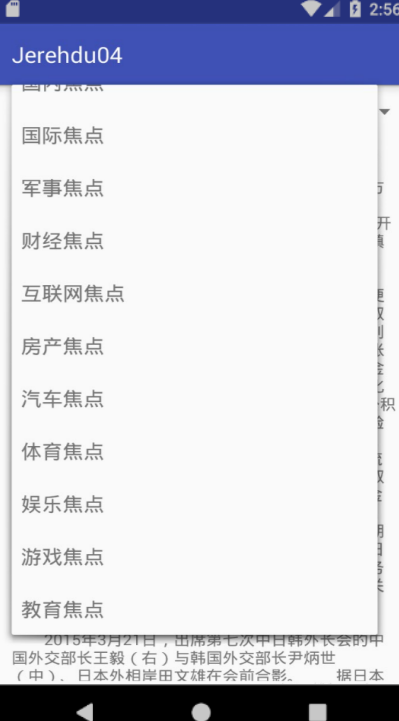 2:56
Jerehdu04
国内焦点
国际焦点
军事焦点
财经焦点
互联网焦点
房产焦点
汽车焦点
体育焦点
娱乐焦点
游戏焦点
教育焦点
2015年3月21日，出席第七次中日韩外长会的中
国外交部长王毅（右）与韩国外交部长尹炳世
（中）、日本外相岸田文雄在会前合影。 据日本